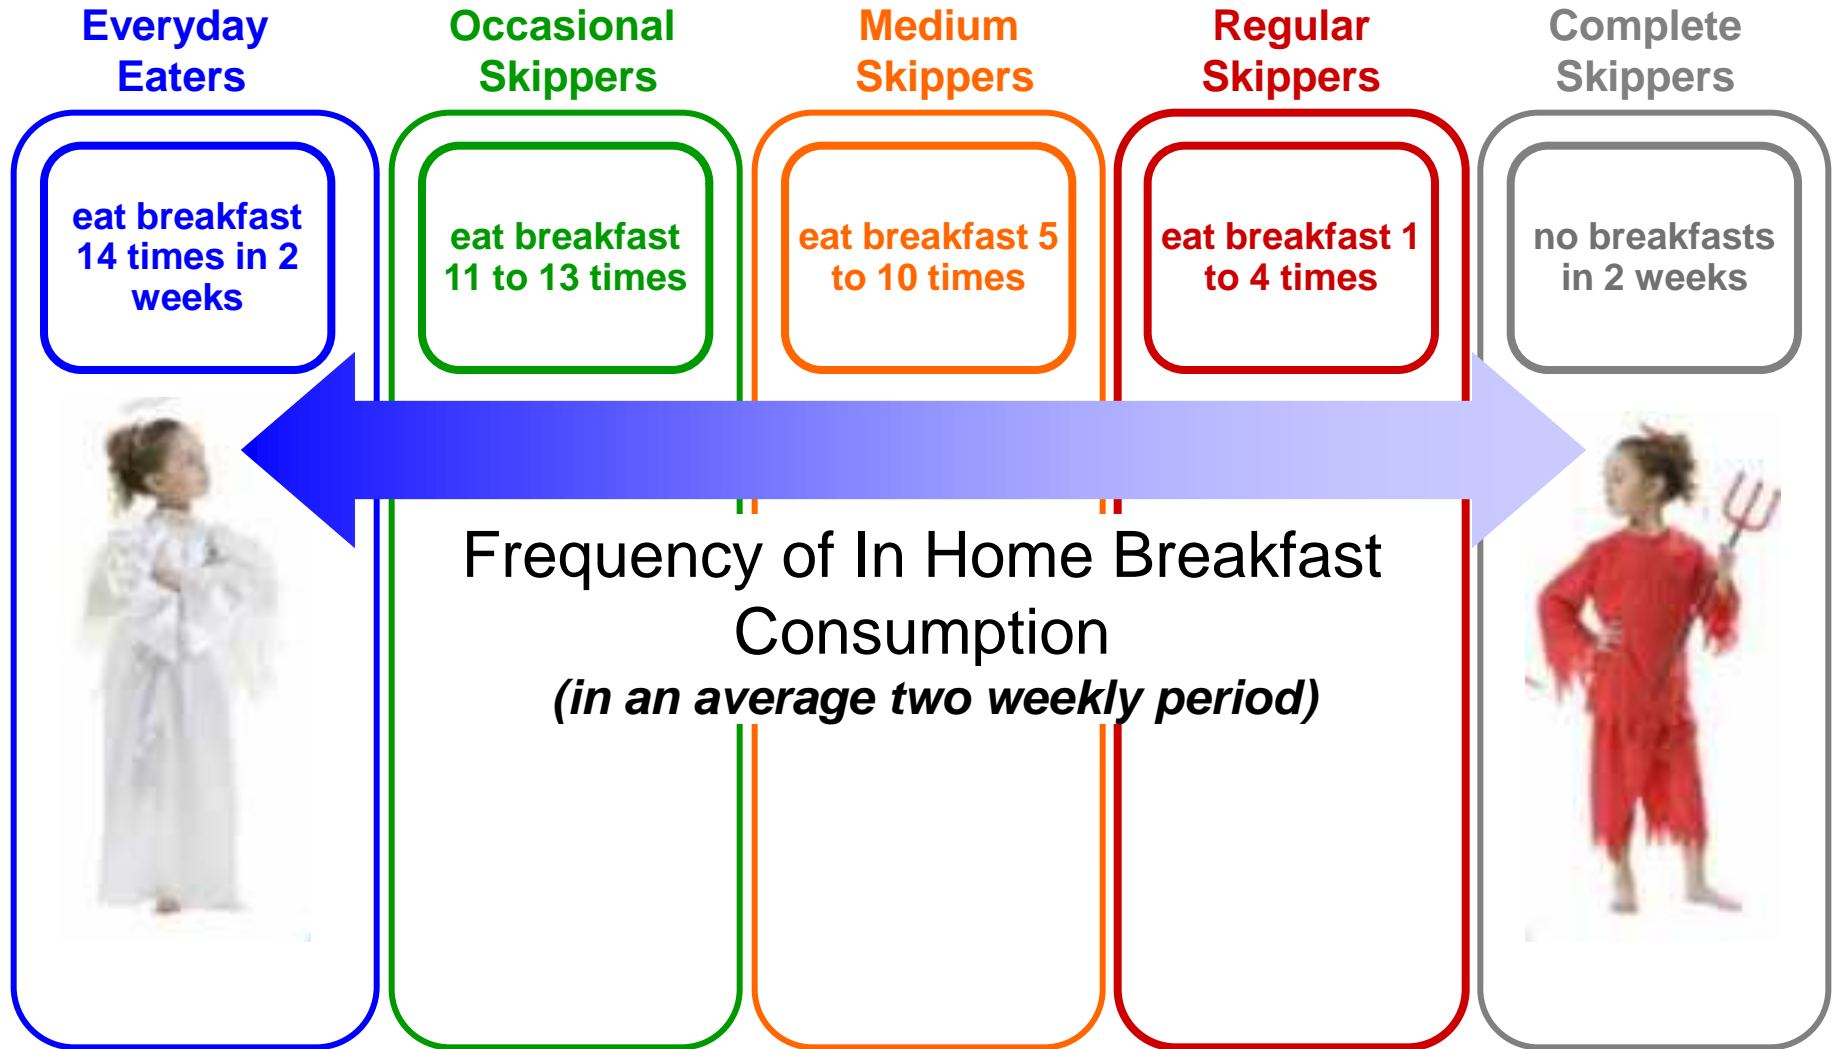 Everyday
Eaters
Occasional
Skippers
Medium
Skippers
Regular
Skippers
Complete
Skippers
eat breakfast
14 times in 2
weeks
eat breakfast
11 to 13 times
eat breakfast 5
to 10 times
eat breakfast 1
to 4 times
no breakfasts
in 2 weeks
Frequency of In Home Breakfast
Consumption
(in an average two weekly period)